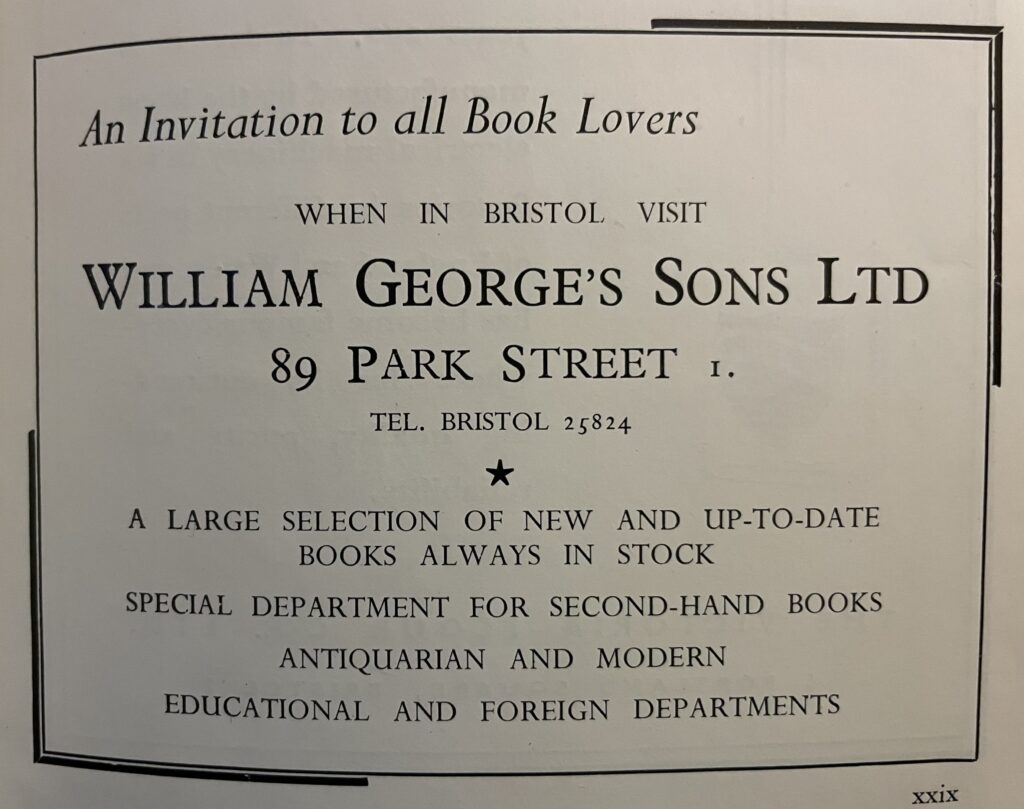 An Invitation to all Book Lovers
WHEN IN BRISTOL VISIT
WILLIAM GEORGE'S SONS LTD
89 PARK STREET 1.
TEL. BRISTOL 25824
A LARGE SELECTION OF NEW AND UP-TO-DATE
BOOKS ALWAYS IN STOCK
SPECIAL DEPARTMENT FOR SECOND-HAND BOOKS
ANTIQUARIAN AND MODERN
EDUCATIONAL AND FOREIGN DEPARTMENTS
xxix